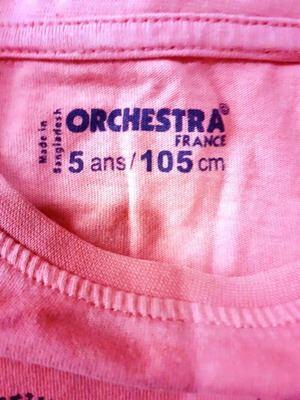 Made in
Bangladesh
ORCHESTRA®
FRANCE
5 ans/105 cm